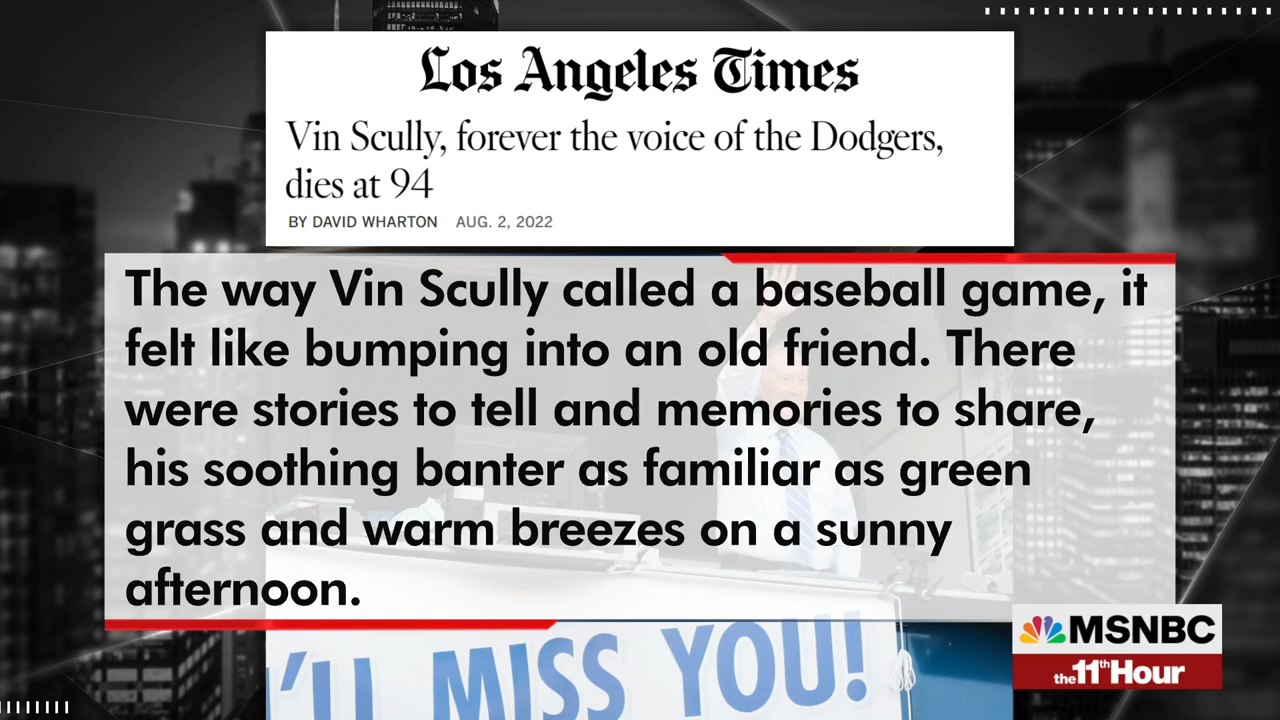 Los Angeles Times
Vin Scully, forever the voice of the Dodgers,
dies at 94
BY DAVID WHARTON AUG. 2, 2022
The way Vin Scully called a baseball game, it
felt like bumping into an old friend. There
were stories to tell and memories to share,
his soothing banter as familiar as green
grass and warm breezes on a sunny
afternoon.
'LL MISS YOU!
MSNBC
the 11th Hour